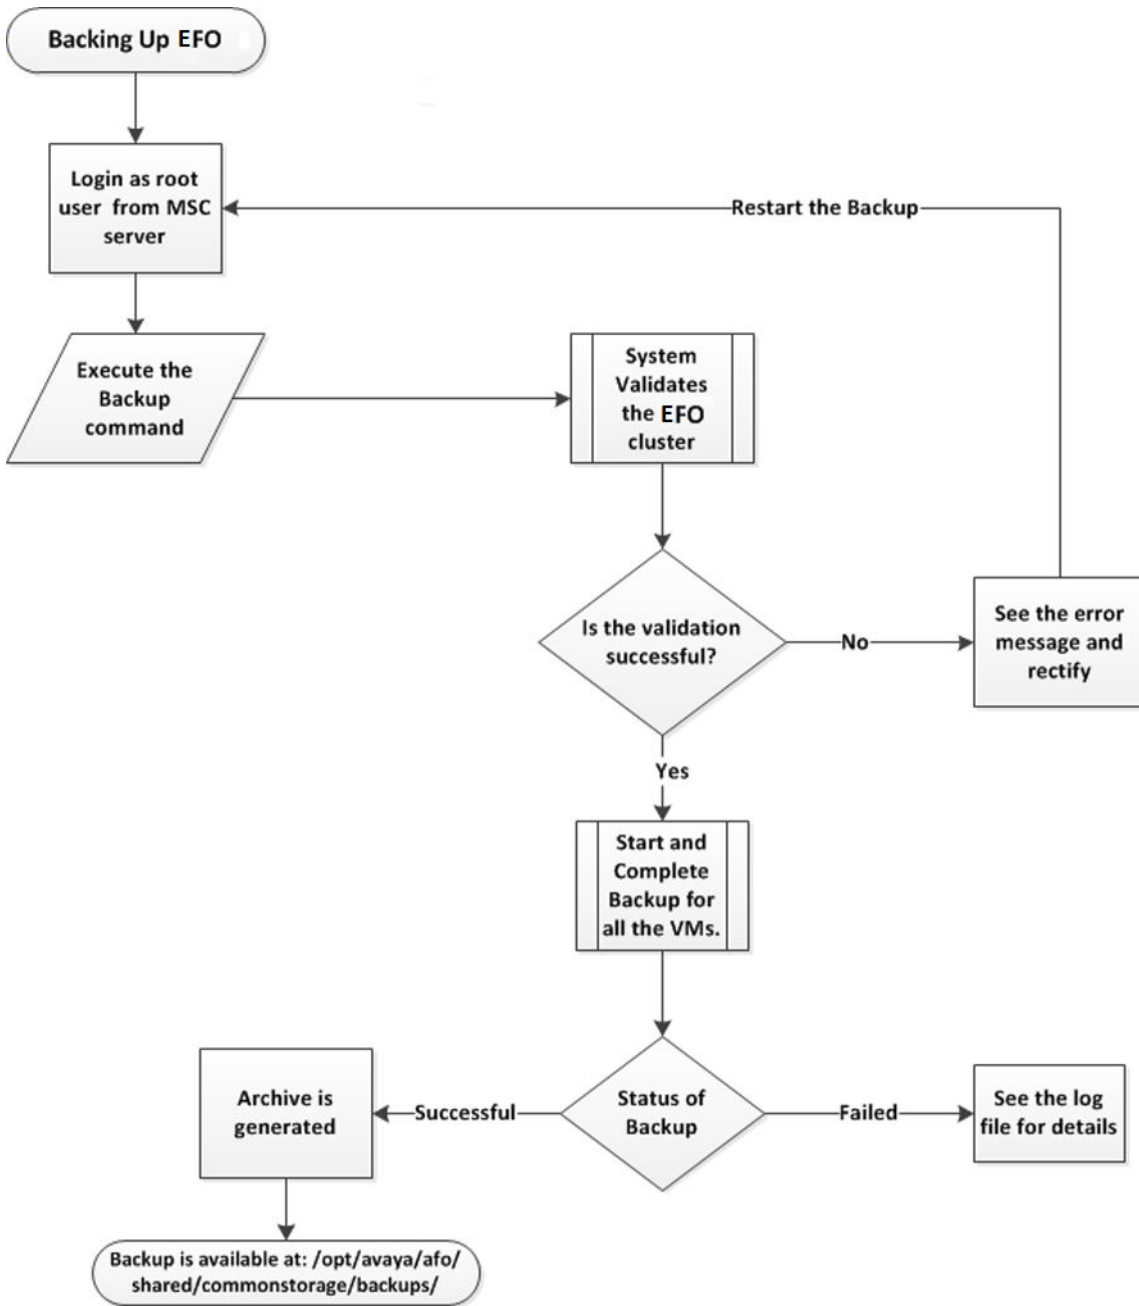 Backing Up EFO
Login as root
user from MSC
server
Restart the Backup
Execute the
Backup
command
System
Validates
the EFO
cluster
Is the validation
successful?
No
See the error
message and
rectify
Yes
Start and
Complete
Backup for
all the VMs.
Status of
Backup
Successful
Archive is
generated
Failed
See the log
file for details
Backup is available at: /opt/avaya/afo/
shared/commonstorage/backups/